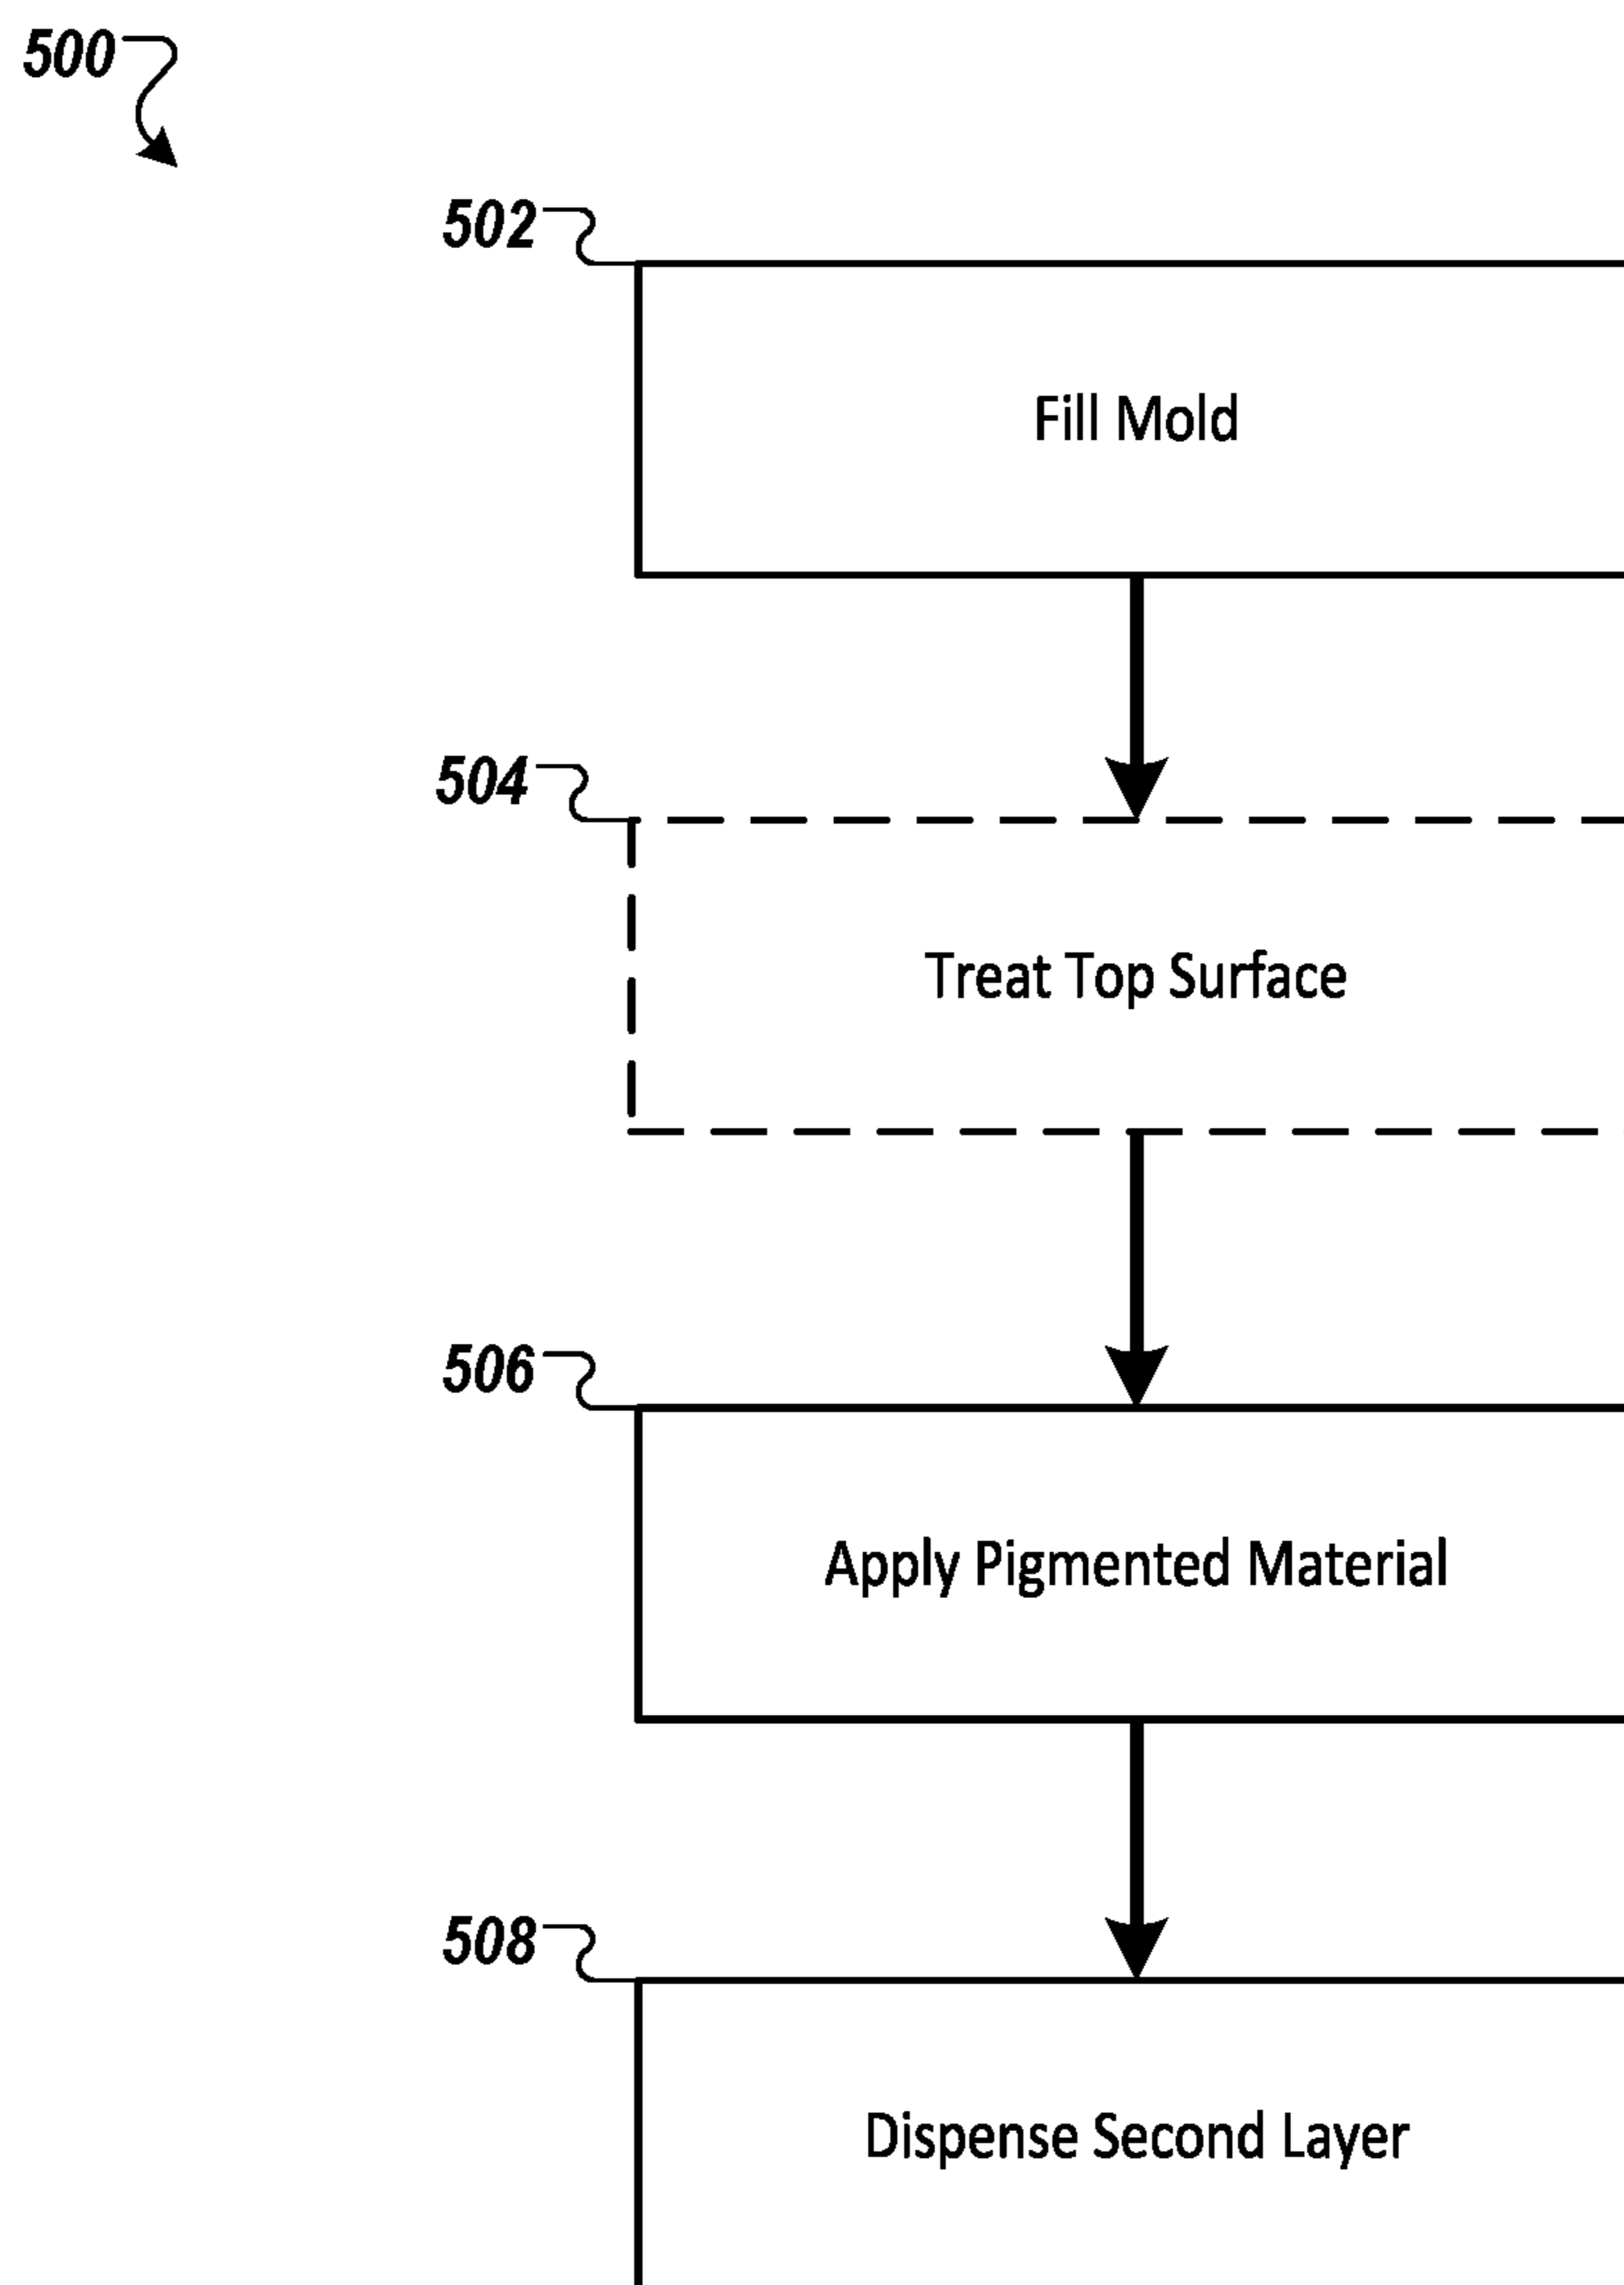 500
502
Fill Mold
504
Treat Top Surface
506
Apply Pigmented Material
508
Dispense Second Layer